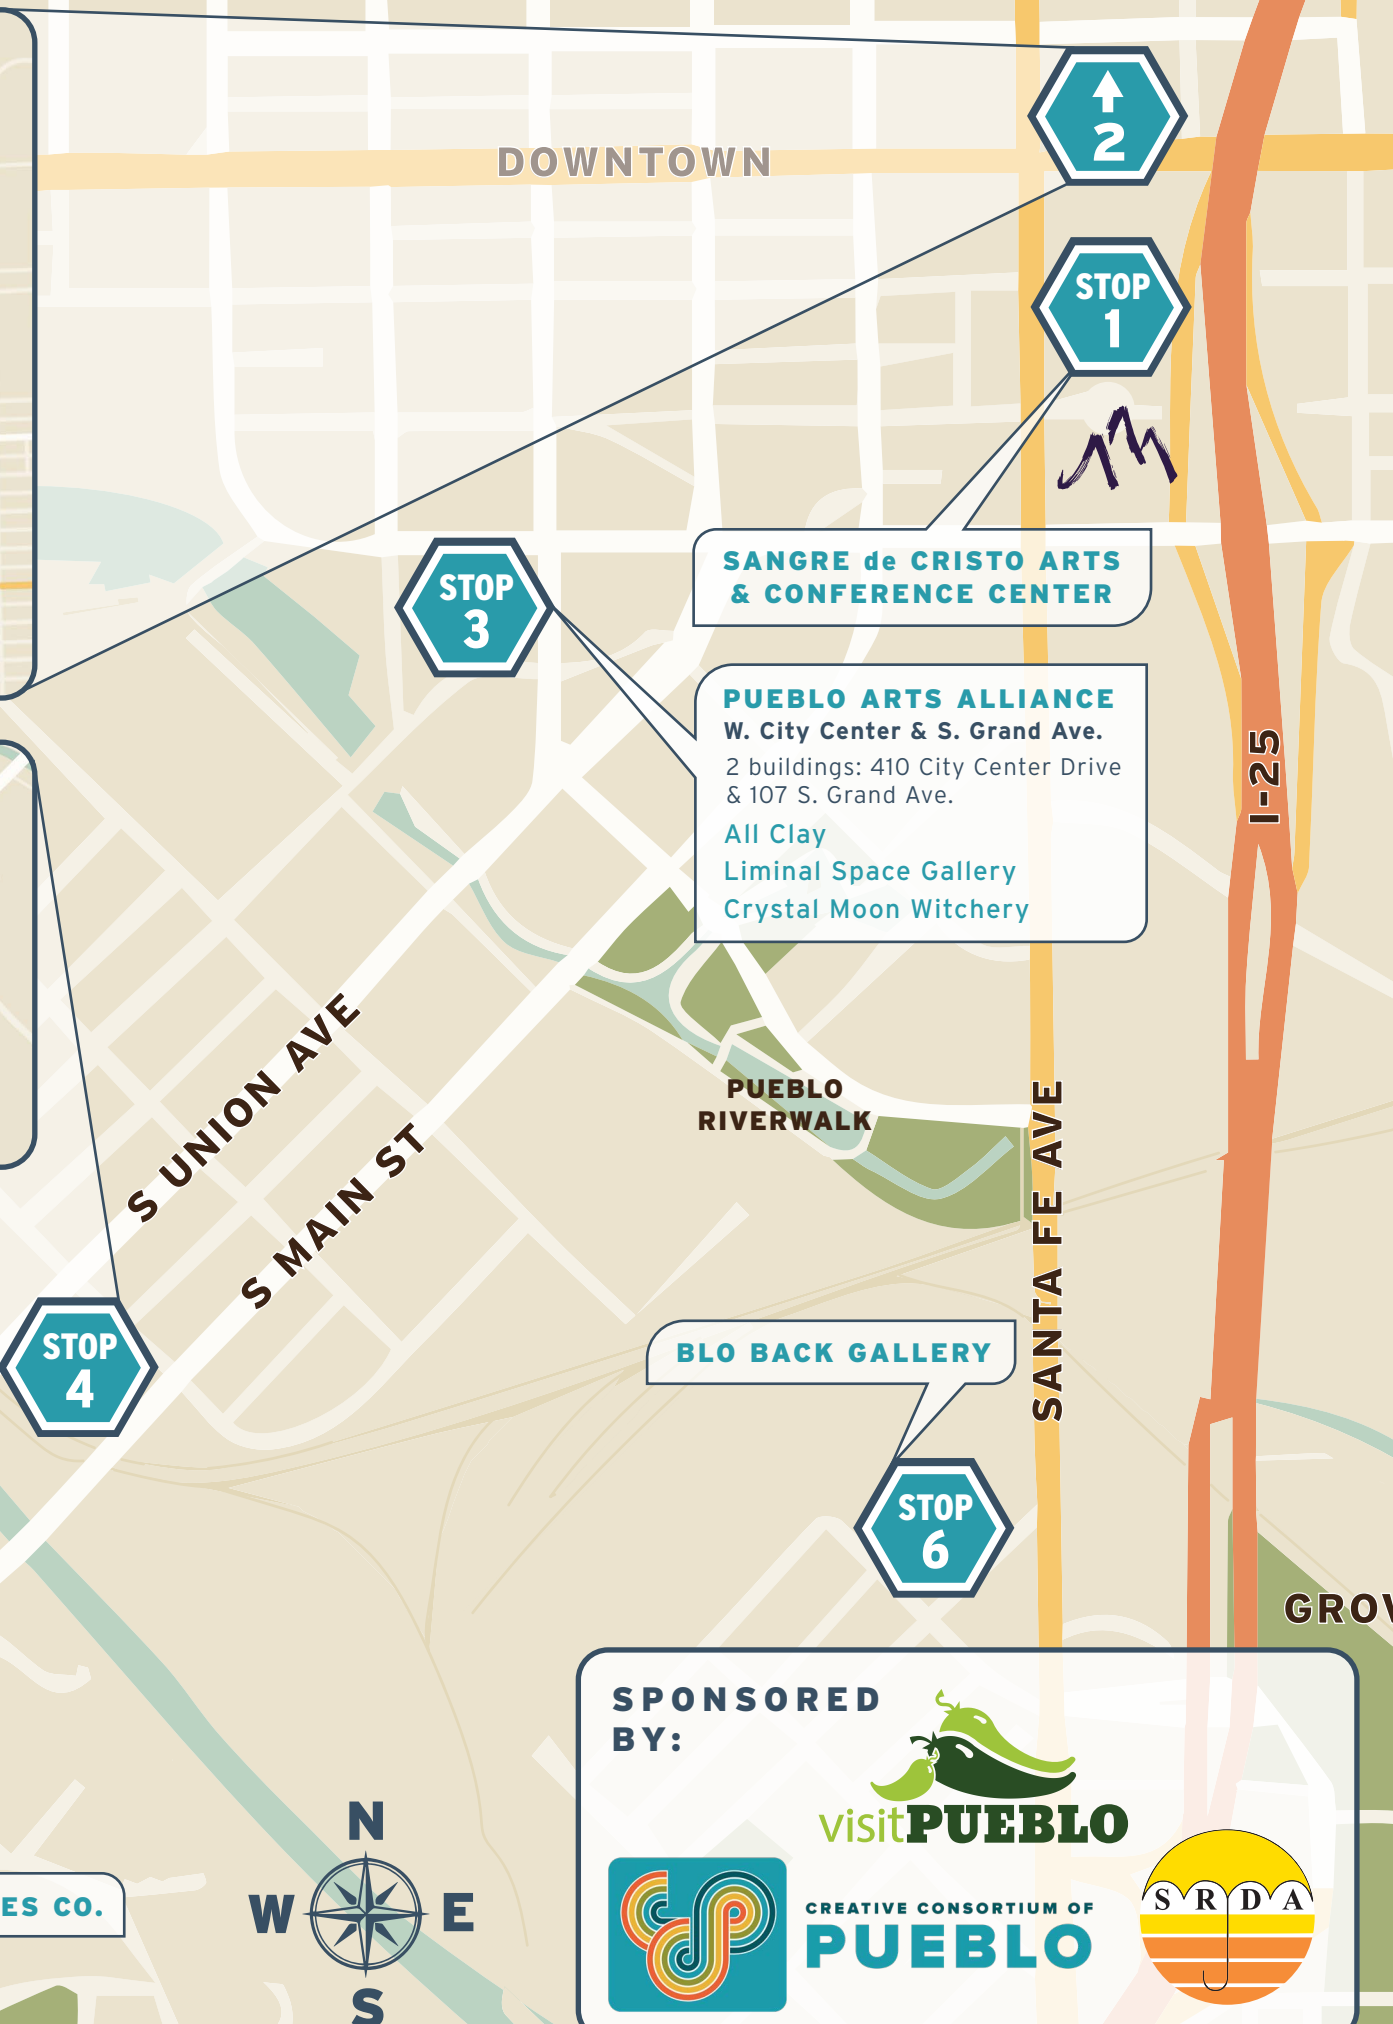 2
DOWNTOWN
STOP
1
SANGRE de CRISTO ARTS
& CONFERENCE CENTER
STOP
3
PUEBLO ARTS ALLIANCE
W. City Center & S. Grand Ave.
2 buildings: 410 City Center Drive
& 107 S. Grand Ave.
All Clay
Liminal Space Gallery
Crystal Moon Witchery
I-25
S UNION AVE
S MAIN ST
PUEBLO
RIVERWALK
SANTA FE AVE
STOP
4
BLO BACK GALLERY
STOP
6
GROV
SPONSORED
BY:
visitPUEBLO
CREATIVE CONSORTIUM OF
PUEBLO
SRDA
ES CO.
N
W E
S